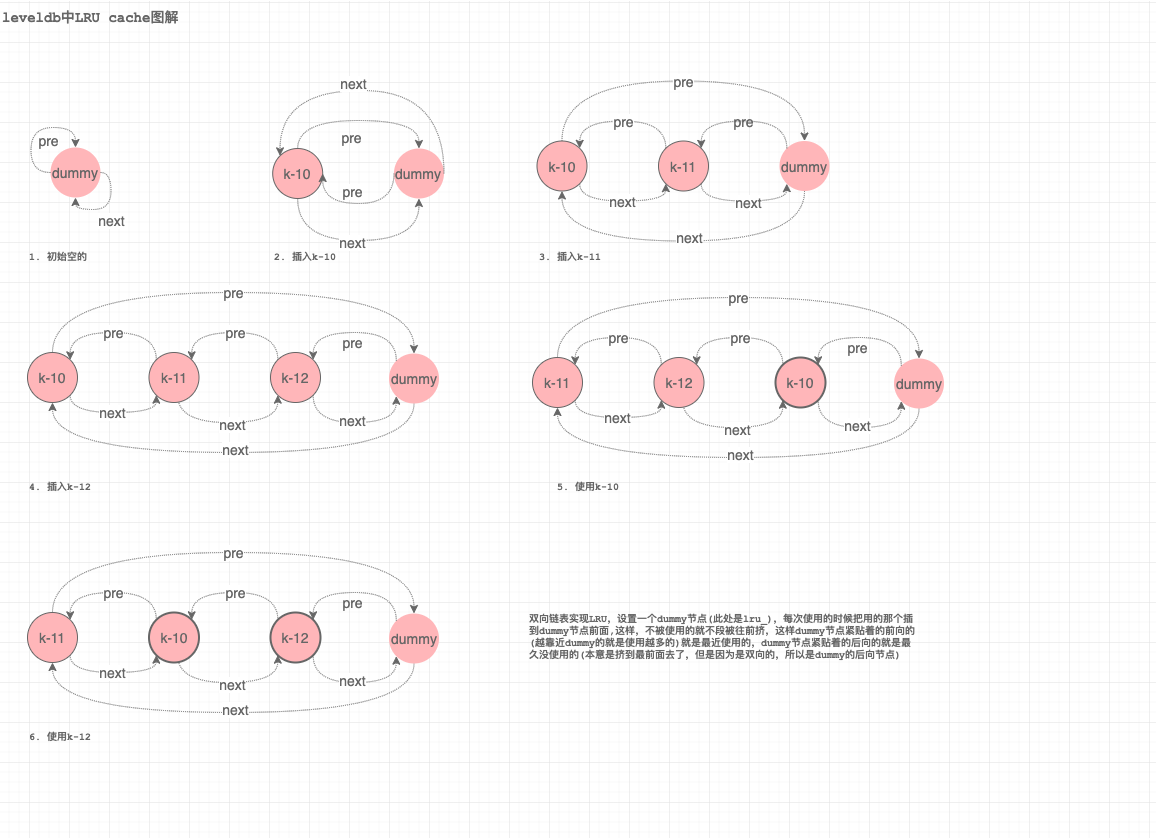 leveldb中LRU cache图解
next
pre
pre
dummy
next
pre
k-10
dummy
pre
next
1. 初始空的
2. 插入k-10
pre
pre
pre
k-10
k-11
dummy
next
next
next
3. 插入k-11
pre
pre
pre
pre
k-10
k-11
k-12
dummy
next
next
next
next
4. 插入k-12
pre
pre
pre
pre
k-11
k-12
k-10
dummy
next
next
next
next
5. 使用k-10
pre
pre
pre
pre
k-11
k-10
k-12
dummy
next
next
next
next
6. 使用k-12
双向链表实现LRU, 设置一个dummy节点(此处是lru_), 每次使用的时候把用的那个插
到dummy节点前面,这样, 不被使用的就不段被往前挤, 这样dummy节点紧贴着的前向的
(越靠近dummy的就是使用越多的)就是最近使用的, dummy节点紧贴着的后向的就是最
久没使用的(本意是挤到最前面去了, 但是因为是双向的, 所以是dummy的后向节点)